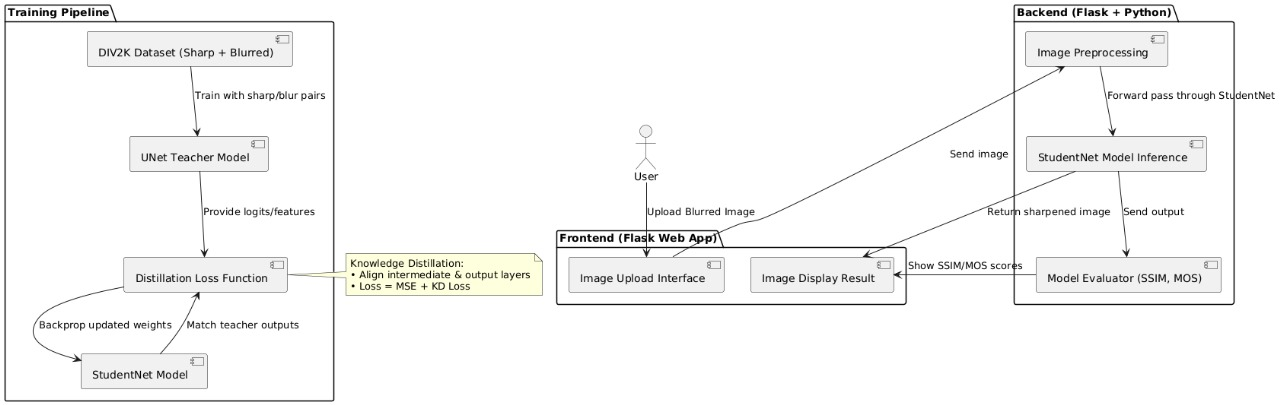 Training Pipeline
DIV2K Dataset (Sharp + Blurred)
Train with sharp/blur pairs
UNet Teacher Model
Provide logits/features
Distillation Loss Function
Knowledge Distillation:
• Align intermediate & output layers
• Loss = MSE + KD Loss
Backprop updated weights
Match teacher outputs
StudentNet Model
User
Upload Blurred Image
Frontend (Flask Web App)
Image Upload Interface
Image Display Result
Backend (Flask + Python)
Image Preprocessing
Forward pass through StudentNet
Send image
StudentNet Model Inference
Return sharpened image
Send output
Show SSIM/MOS scores
Model Evaluator (SSIM, MOS)